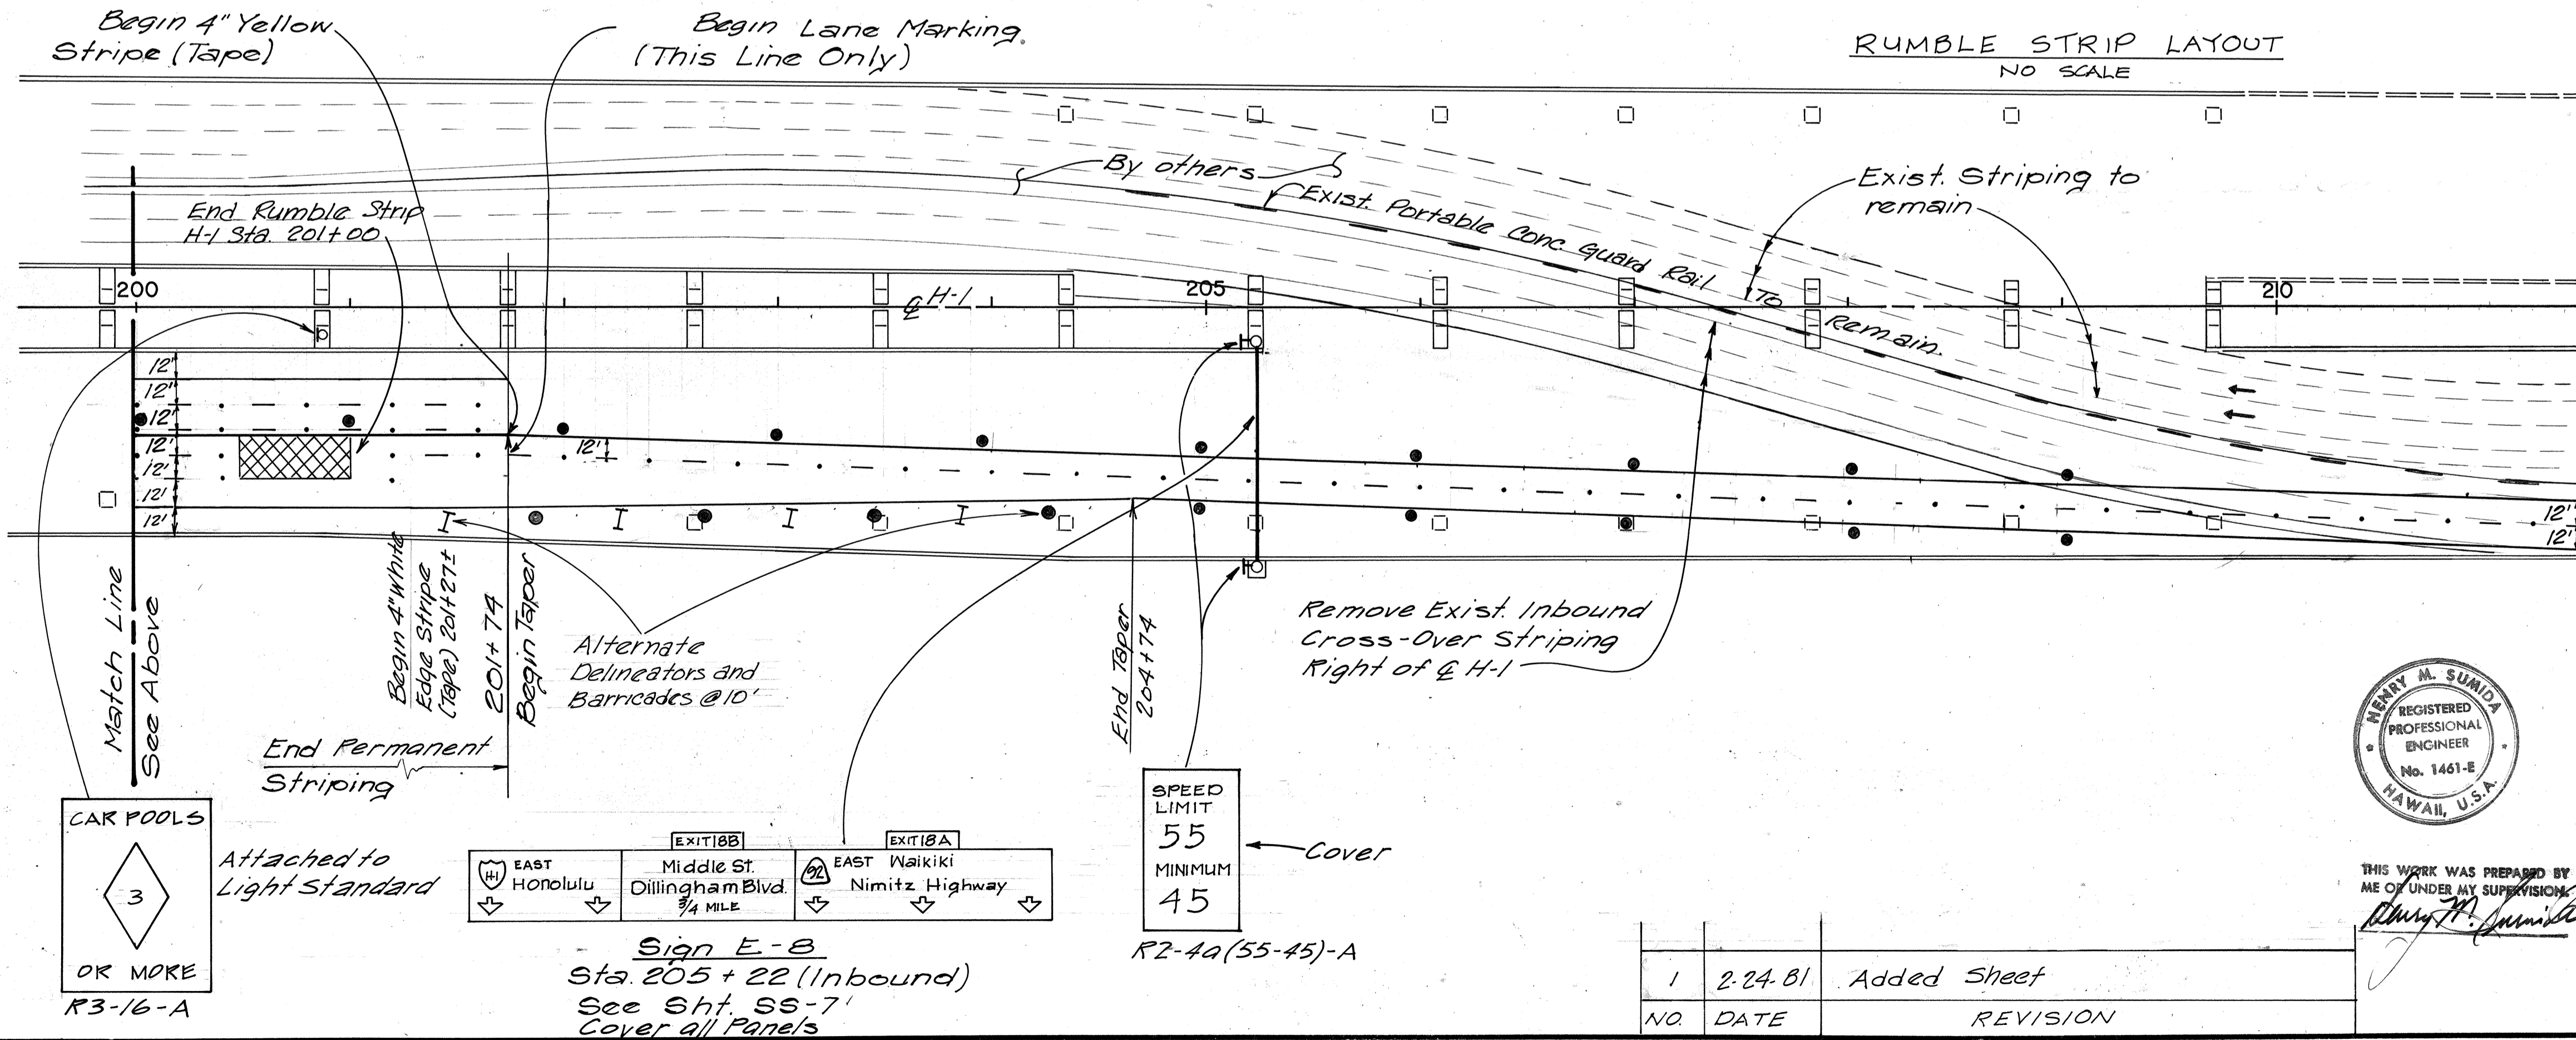 Begin 4" Yellow
Stripe (Tape)
Begin Lane Marking.
(This Line Only)
RUMBLE STRIP LAYOUT
NO SCALE
By others
Exist. Portable Conc. Guard Rail To Remain.
Exist. Striping to
remain
End Rumble Strip
H-1 Sta. 201+00
200
℄ H-1
205
210
12'
12'
12'
12'
12'
12'
12'
12'
12'
12'
Match Line
See Above
Begin 4" White
Edge Stripe
(Tape) 201+27±
201+74
Begin Taper
Alternate
Delineators and
Barricades @ 10'
End Taper
204+74
Remove Exist. Inbound
Cross-Over Striping
Right of ℄ H-1
End Permanent
Striping
CAR POOLS
3
OR MORE
R3-16-A
Attached to
Light Standard
EXIT 18B
EXIT 18A
H-1 EAST
Honolulu
Middle St.
Dillingham Blvd.
3/4 MILE
92 EAST Waikiki
Nimitz Highway
Sign E-8
Sta. 205 + 22 (Inbound)
See Sht. SS-7
Cover all Panels
SPEED
LIMIT
55
MINIMUM
45
Cover
R2-4a(55-45)-A
HENRY M. SUMIDA
REGISTERED
PROFESSIONAL
ENGINEER
No. 1461-E
HAWAII, U.S.A.
THIS WORK WAS PREPARED BY
ME OR UNDER MY SUPERVISION.
Henry M. Sumida
1 2-24-81 Added Sheet
NO. DATE REVISION